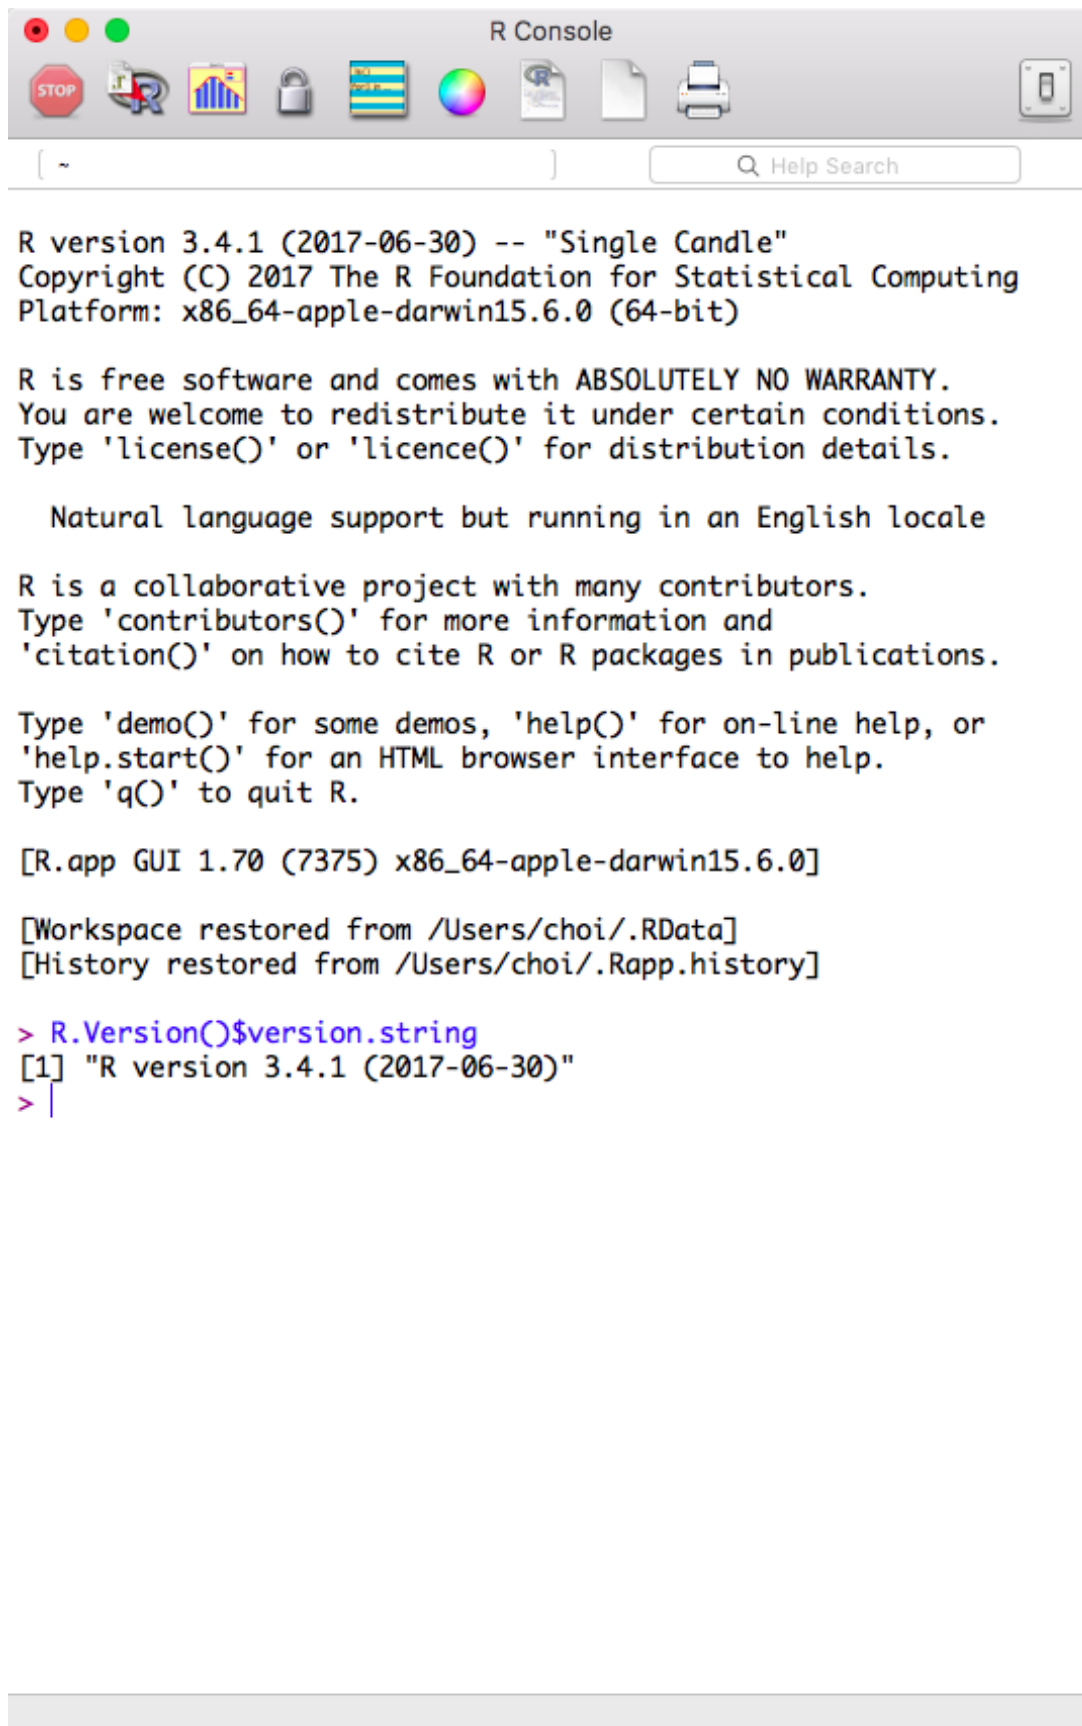 R Console
STOP
~
Help Search
R version 3.4.1 (2017-06-30) -- "Single Candle"
Copyright (C) 2017 The R Foundation for Statistical Computing
Platform: x86_64-apple-darwin15.6.0 (64-bit)
R is free software and comes with ABSOLUTELY NO WARRANTY.
You are welcome to redistribute it under certain conditions.
Type 'license()' or 'licence()' for distribution details.
Natural language support but running in an English locale
R is a collaborative project with many contributors.
Type 'contributors()' for more information and
'citation()' on how to cite R or R packages in publications.
Type 'demo()' for some demos, 'help()' for on-line help, or
'help.start()' for an HTML browser interface to help.
Type 'q()' to quit R.
[R.app GUI 1.70 (7375) x86_64-apple-darwin15.6.0]
[Workspace restored from /Users/choi/.RData]
[History restored from /Users/choi/.Rapp.history]
> R.Version()$version.string
[1] "R version 3.4.1 (2017-06-30)"
>